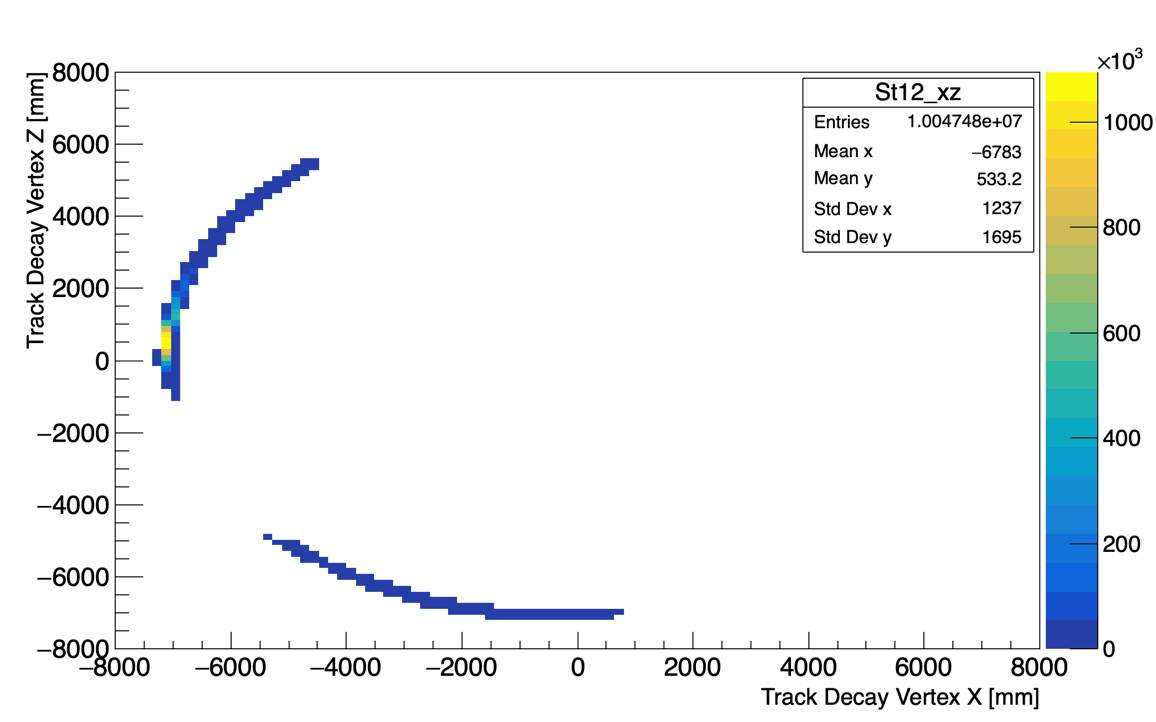 ×10³
St12_xz
Entries 1.004748e+07
Mean x −6783
Mean y 533.2
Std Dev x 1237
Std Dev y 1695
Track Decay Vertex Z [mm]
8000
6000
4000
2000
0
−2000
−4000
−6000
−8000
1000
800
600
400
200
0
−8000 −6000 −4000 −2000 0 2000 4000 6000 8000
Track Decay Vertex X [mm]